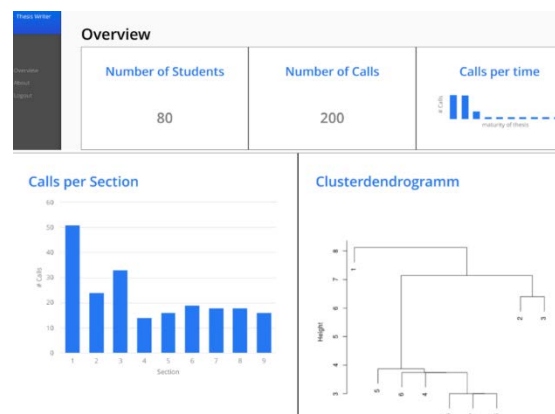 Thesis Writer
Overview
About
Logout
Overview
Number of Students
80
Number of Calls
200
Calls per time
# Calls
maturity of thesis
Calls per Section
60
50
40
30
20
10
0
# Calls
1 2 3 4 5 6 7 8 9
Section
Clusterdendrogramm
Height
8
7
6
5
4
3
1
2 3
5
6 4